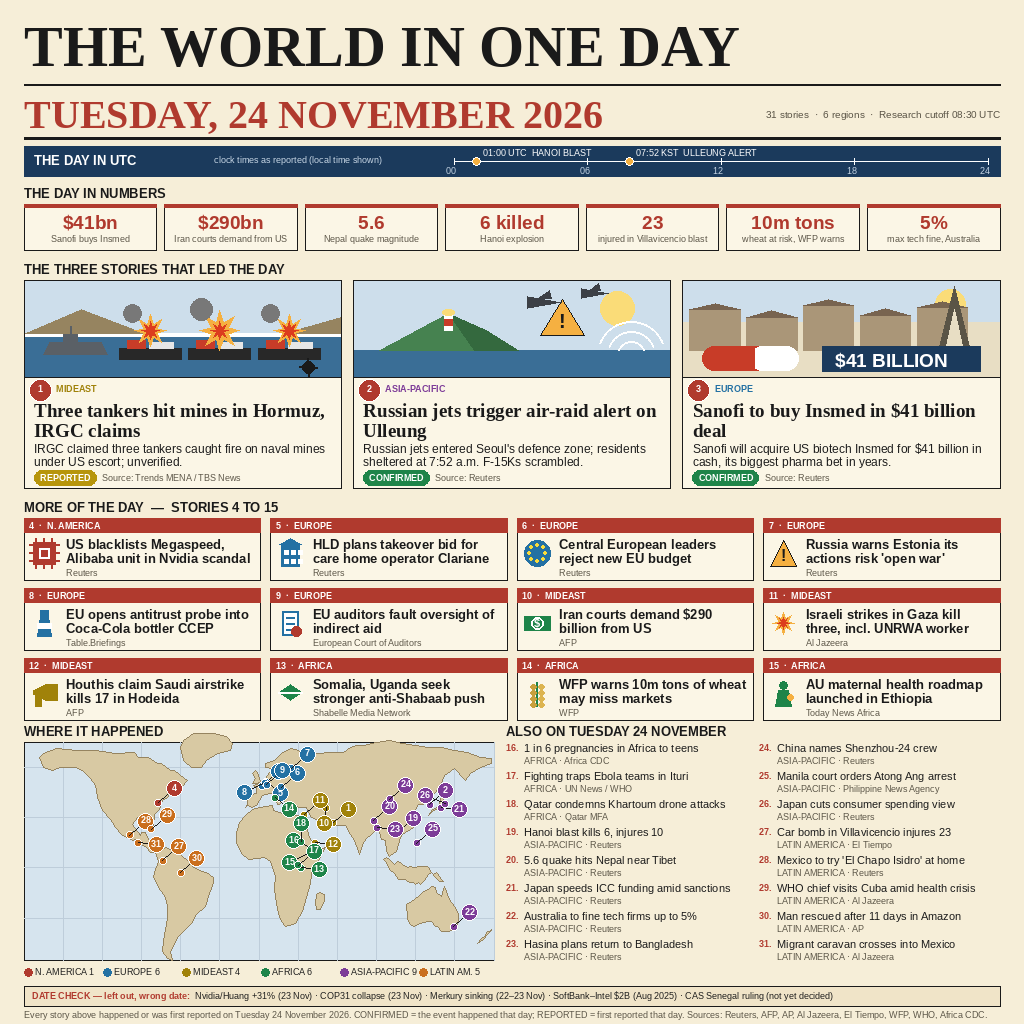 THE WORLD IN ONE DAY
TUESDAY, 24 NOVEMBER 2026
31 stories · 6 regions · Research cutoff 08:30 UTC
THE DAY IN UTC
clock times as reported (local time shown)
01:00 UTC HANOI BLAST
07:52 KST ULLEUNG ALERT
00 06 12 18 24
THE DAY IN NUMBERS
$41bn
Sanofi buys Insmed
$290bn
Iran courts demand from US
5.6
Nepal quake magnitude
6 killed
Hanoi explosion
23
injured in Villavicencio blast
10m tons
wheat at risk, WFP warns
5%
max tech fine, Australia
THE THREE STORIES THAT LED THE DAY
1 MIDEAST
Three tankers hit mines in Hormuz,
IRGC claims
IRGC claimed three tankers caught fire on naval mines
under US escort; unverified.
REPORTED Source: Trends MENA / TBS News
!
2 ASIA-PACIFIC
Russian jets trigger air-raid alert on
Ulleung
Russian jets entered Seoul's defence zone; residents
sheltered at 7:52 a.m. F-15Ks scrambled.
CONFIRMED Source: Reuters
$41 BILLION
3 EUROPE
Sanofi to buy Insmed in $41 billion
deal
Sanofi will acquire US biotech Insmed for $41 billion in
cash, its biggest pharma bet in years.
CONFIRMED Source: Reuters
MORE OF THE DAY — STORIES 4 TO 15
4 · N. AMERICA
US blacklists Megaspeed,
Alibaba unit in Nvidia scandal
Reuters
5 · EUROPE
HLD plans takeover bid for
care home operator Clariane
Reuters
6 · EUROPE
Central European leaders
reject new EU budget
Reuters
7 · EUROPE
!
Russia warns Estonia its
actions risk 'open war'
Reuters
8 · EUROPE
EU opens antitrust probe into
Coca-Cola bottler CCEP
Table.Briefings
9 · EUROPE
EU auditors fault oversight of
indirect aid
European Court of Auditors
10 · MIDEAST
$
Iran courts demand $290
billion from US
AFP
11 · MIDEAST
Israeli strikes in Gaza kill
three, incl. UNRWA worker
Al Jazeera
12 · MIDEAST
Houthis claim Saudi airstrike
kills 17 in Hodeida
AFP
13 · AFRICA
Somalia, Uganda seek
stronger anti-Shabaab push
Shabelle Media Network
14 · AFRICA
WFP warns 10m tons of wheat
may miss markets
WFP
15 · AFRICA
AU maternal health roadmap
launched in Ethiopia
Today News Africa
WHERE IT HAPPENED
7
9 6
4 8 5 24
11 26 2
14 1 20 21
29
28 18 10 19
23 25
16
31 27 17 12
30 15 13
22
N. AMERICA 1 EUROPE 6 MIDEAST 4 AFRICA 6 ASIA-PACIFIC 9 LATIN AM. 5
ALSO ON TUESDAY 24 NOVEMBER
16. 1 in 6 pregnancies in Africa to teens
AFRICA · Africa CDC
17. Fighting traps Ebola teams in Ituri
AFRICA · UN News / WHO
18. Qatar condemns Khartoum drone attacks
AFRICA · Qatar MFA
19. Hanoi blast kills 6, injures 10
ASIA-PACIFIC · Reuters
20. 5.6 quake hits Nepal near Tibet
ASIA-PACIFIC · Reuters
21. Japan speeds ICC funding amid sanctions
ASIA-PACIFIC · Reuters
22. Australia to fine tech firms up to 5%
ASIA-PACIFIC · Reuters
23. Hasina plans return to Bangladesh
ASIA-PACIFIC · Reuters
24. China names Shenzhou-24 crew
ASIA-PACIFIC · Reuters
25. Manila court orders Atong Ang arrest
ASIA-PACIFIC · Philippine News Agency
26. Japan cuts consumer spending view
ASIA-PACIFIC · Reuters
27. Car bomb in Villavicencio injures 23
LATIN AMERICA · El Tiempo
28. Mexico to try 'El Chapo Isidro' at home
LATIN AMERICA · Reuters
29. WHO chief visits Cuba amid health crisis
LATIN AMERICA · Al Jazeera
30. Man rescued after 11 days in Amazon
LATIN AMERICA · AP
31. Migrant caravan crosses into Mexico
LATIN AMERICA · Al Jazeera
DATE CHECK — left out, wrong date: Nvidia/Huang +31% (23 Nov) · COP31 collapse (23 Nov) · Merkury sinking (22–23 Nov) · SoftBank–Intel $2B (Aug 2025) · CAS Senegal ruling (not yet decided)
Every story above happened or was first reported on Tuesday 24 November 2026. CONFIRMED = the event happened that day; REPORTED = first reported that day. Sources: Reuters, AFP, AP, Al Jazeera, El Tiempo, WFP, WHO, Africa CDC.